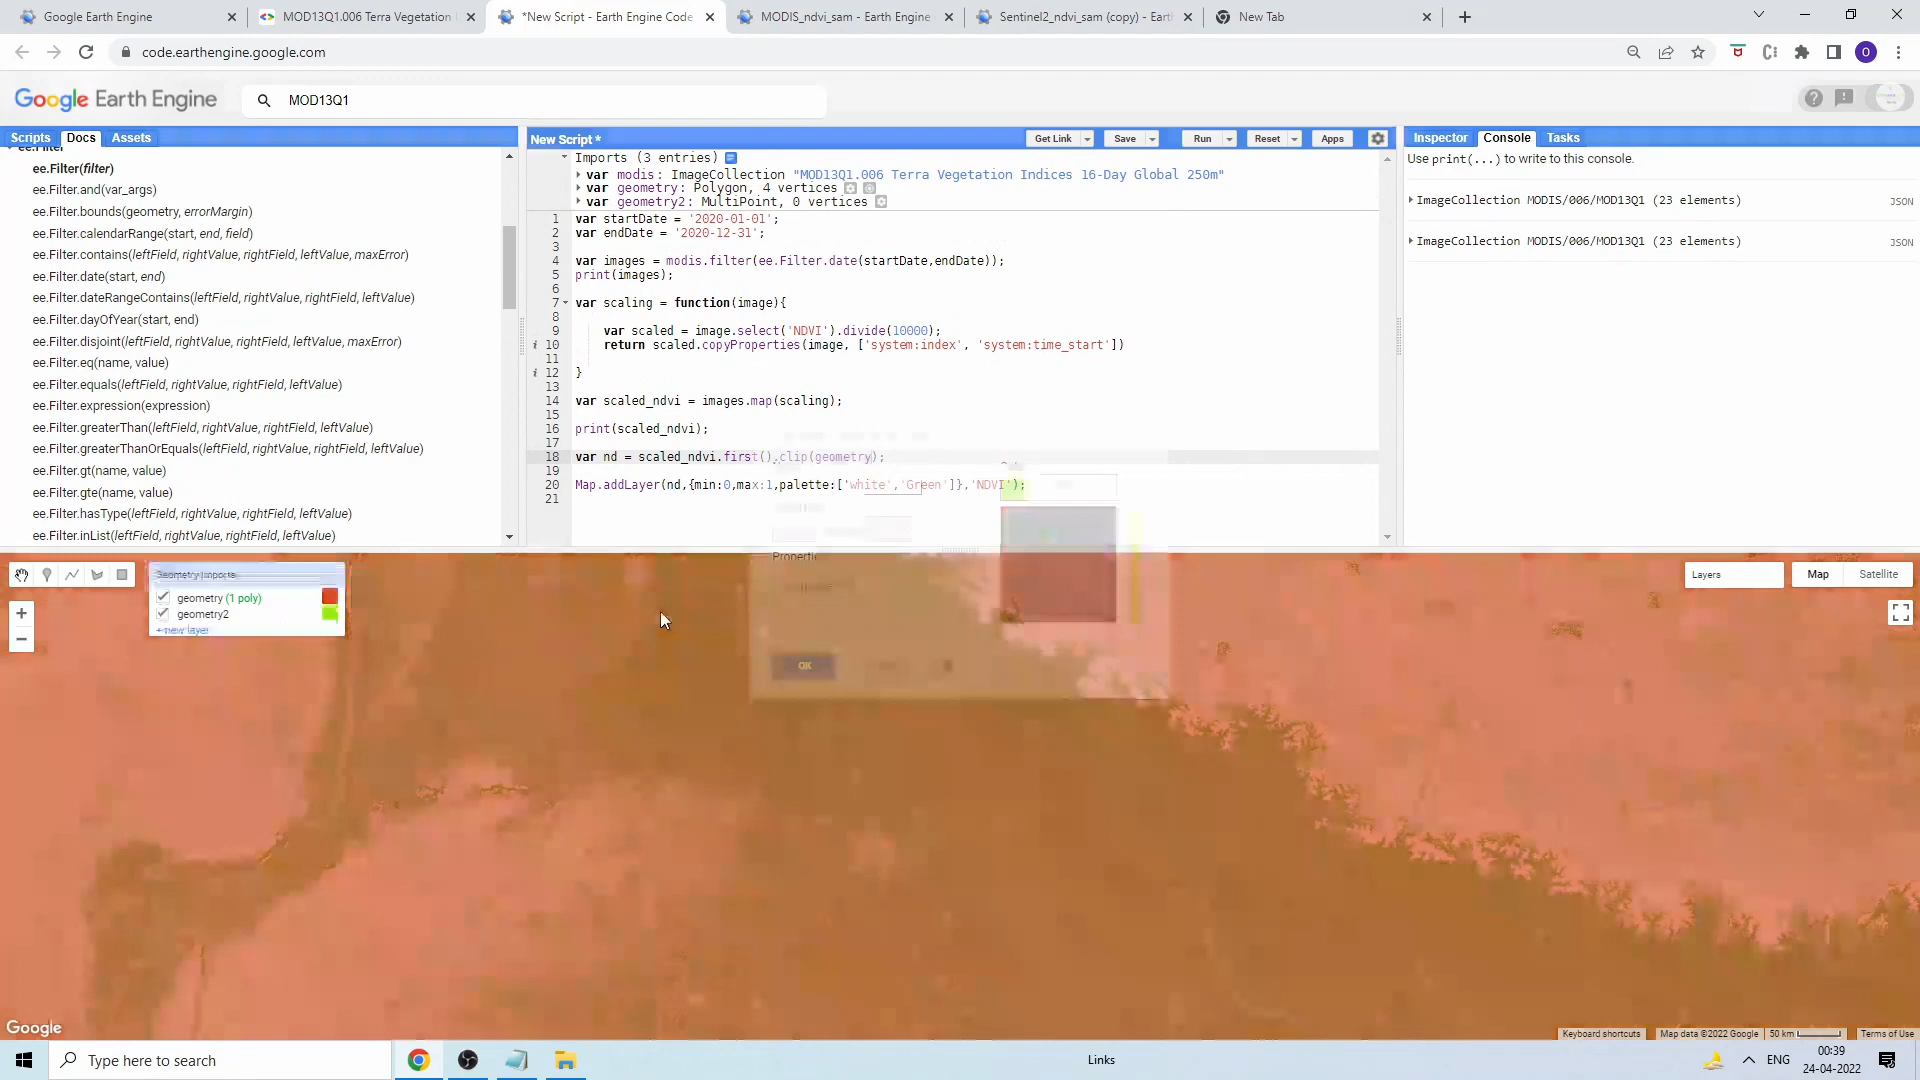 Google Earth Engine
MOD13Q1.006 Terra Vegetation
*New Script - Earth Engine Code
MODIS_ndvi_sam - Earth Engine
Sentinel2_ndvi_sam (copy) - Eart
New Tab
code.earthengine.google.com
O
Google Earth Engine
MOD13Q1
Scripts
Docs
Assets
ee.Filter
ee.Filter(filter)
ee.Filter.and(var_args)
ee.Filter.bounds(geometry, errorMargin)
ee.Filter.calendarRange(start, end, field)
ee.Filter.contains(leftField, rightValue, rightField, leftValue, maxError)
ee.Filter.date(start, end)
ee.Filter.dateRangeContains(leftField, rightValue, rightField, leftValue)
ee.Filter.dayOfYear(start, end)
ee.Filter.disjoint(leftField, rightValue, rightField, leftValue, maxError)
ee.Filter.eq(name, value)
ee.Filter.equals(leftField, rightValue, rightField, leftValue)
ee.Filter.expression(expression)
ee.Filter.greaterThan(leftField, rightValue, rightField, leftValue)
ee.Filter.greaterThanOrEquals(leftField, rightValue, rightField, leftValue)
ee.Filter.gt(name, value)
ee.Filter.gte(name, value)
ee.Filter.hasType(leftField, rightValue, rightField, leftValue)
ee.Filter.inList(leftField, rightValue, rightField, leftValue)
New Script *
Get Link
Save
Run
Reset
Apps
Imports (3 entries)
var modis: ImageCollection "MOD13Q1.006 Terra Vegetation Indices 16-Day Global 250m"
var geometry: Polygon, 4 vertices
var geometry2: MultiPoint, 0 vertices
1 var startDate = '2020-01-01';
2 var endDate = '2020-12-31';
3
4 var images = modis.filter(ee.Filter.date(startDate,endDate));
5 print(images);
6
7 var scaling = function(image){
8
9 var scaled = image.select('NDVI').divide(10000);
i 10 return scaled.copyProperties(image, ['system:index', 'system:time_start'])
11
i 12 }
13
14 var scaled_ndvi = images.map(scaling);
15
16 print(scaled_ndvi);
17
18 var nd = scaled_ndvi.first().clip(geometry);
19
20 Map.addLayer(nd,{min:0,max:1,palette:['white','Green']},'NDVI');
21
Inspector
Console
Tasks
Use print(...) to write to this console.
ImageCollection MODIS/006/MOD13Q1 (23 elements)
JSON
ImageCollection MODIS/006/MOD13Q1 (23 elements)
JSON
Geometry Imports
geometry (1 poly)
geometry2
+ new layer
+
−
OK
Layers
Map
Satellite
Google
Keyboard shortcuts
Map data ©2022 Google
50 km
Terms of Use
Type here to search
Links
ENG
00:39
24-04-2022